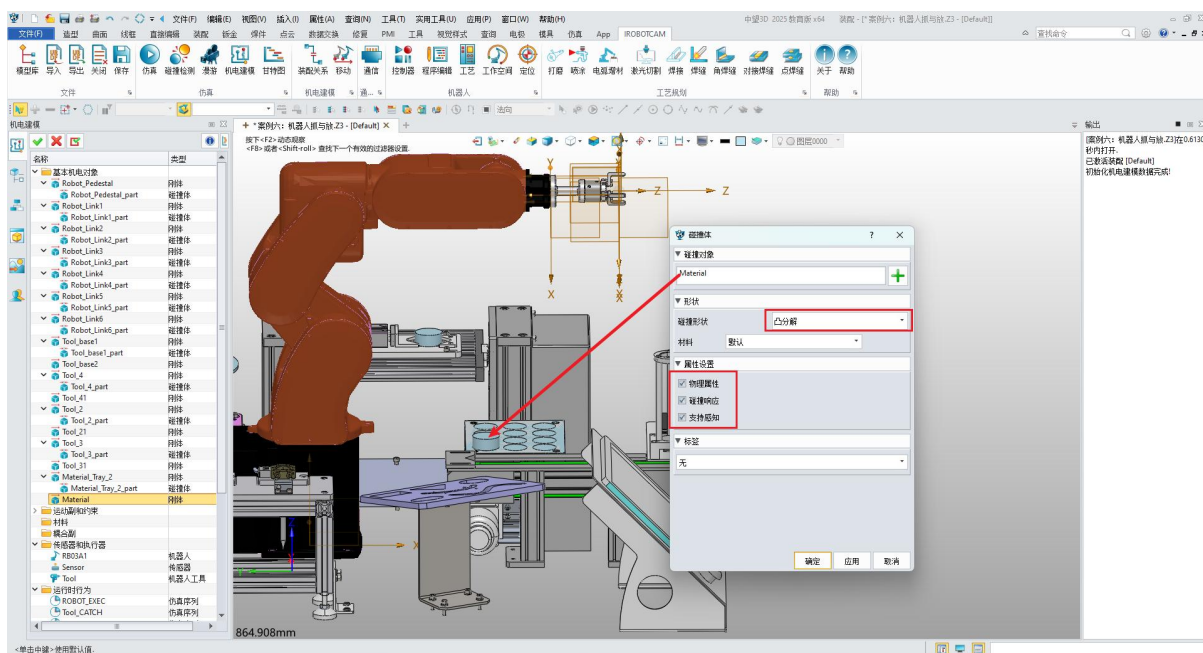 文件(F) 编辑(E) 视图(V) 插入(I) 属性(A) 查询(N) 工具(T) 实用工具(U) 应用(P) 窗口(W) 帮助(H)
中望3D 2025 教育版 x64 装配 - [*案例六：机器人抓与放.Z3 - [Default]]
文件(F) 造型 曲面 线框 直接编辑 装配 钣金 焊件 点云 数据交换 修复 PMI 工具 视觉样式 查询 电极 模具 仿真 App IROBOTCAM
查找命令
模型库 导入 导出 关闭 保存 仿真 碰撞检测 漫游 机电建模 甘特图 装配关系 移动 通信 控制器 程序编辑 工艺 工作空间 定位 打磨 喷涂 电弧增材 激光切割 焊接 焊缝 角焊缝 对接焊缝 点焊缝 关于 帮助
文件 仿真 机电建模 通... 机器人 工艺规划 帮助
法向
机电建模
*案例六：机器人抓与放.Z3 - [Default]
输出
按下<F2>动态观察
<F8> 或者<Shift-roll> 查找下一个有效的过滤器设置.
图层0000
[案例六：机器人抓与放.Z3]在0.6130
秒内打开.
已激活装配 [Default]
初始化机电建模数据完成!
名称 类型
基本机电对象
Robot_Pedestal 刚体
Robot_Pedestal_part 碰撞体
Robot_Link1 刚体
Robot_Link1_part 碰撞体
Robot_Link2 刚体
Robot_Link2_part 碰撞体
Robot_Link3 刚体
Robot_Link3_part 碰撞体
Robot_Link4 刚体
Robot_Link4_part 碰撞体
Robot_Link5 刚体
Robot_Link5_part 碰撞体
Robot_Link6 刚体
Robot_Link6_part 碰撞体
Tool_base1 刚体
Tool_base1_part 碰撞体
Tool_base2 刚体
Tool_4 刚体
Tool_4_part 碰撞体
Tool_41 刚体
Tool_2 刚体
Tool_2_part 碰撞体
Tool_21 刚体
Tool_3 刚体
Tool_3_part 碰撞体
Tool_31 刚体
Material_Tray_2 刚体
Material_Tray_2_part 碰撞体
Material 刚体
运动副和约束
材料
耦合副
传感器和执行器
RB03A1 机器人
Sensor 传感器
Tool 机器人工具
运行时行为
ROBOT_EXEC 仿真序列
Tool_CATCH 仿真序列
Y Y
Z Z
X X
Z
X
碰撞体 ?
碰撞对象
Material
形状
碰撞形状 凸分解
材料 默认
属性设置
物理属性
碰撞响应
支持感知
标签
无
确定 应用 取消
864.908mm
<单击中键>使用默认值.